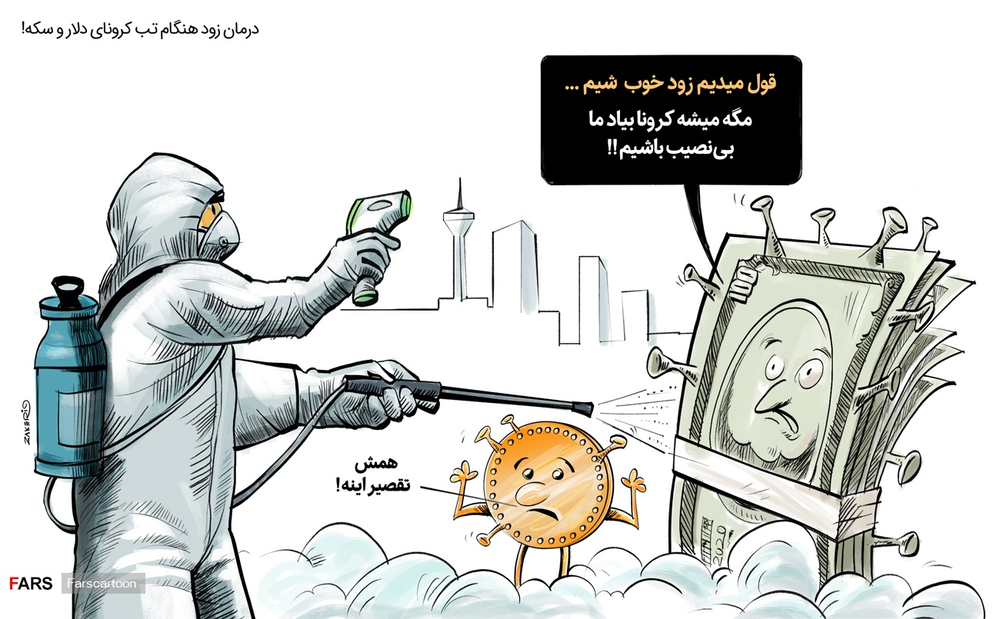 درمان زود هنگام تب کرونای دلار و سکه!
قول میدیم زود خوب شیم ...
مگه میشه کرونا بیاد ما
بی‌نصیب باشیم!!
همش
تقصیر اینه!
ZAKERI
2020
FARS
Farscartoon